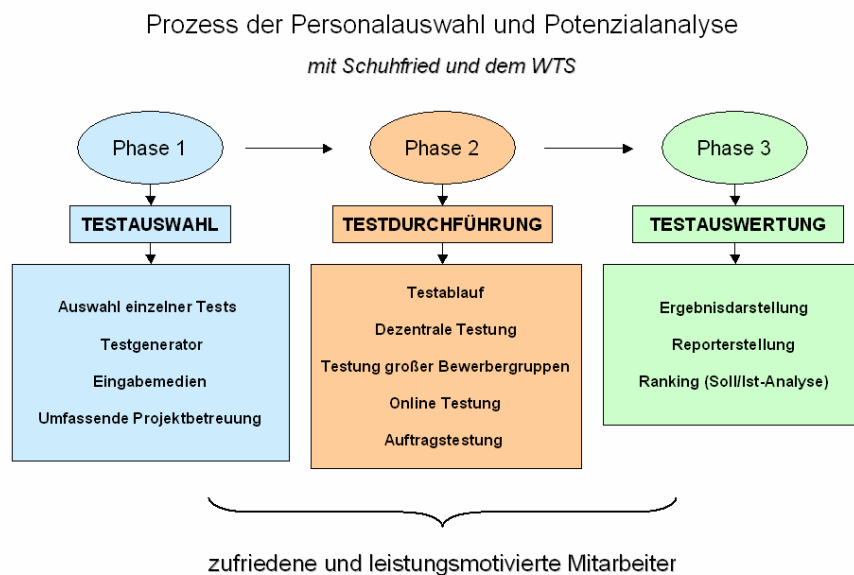 Prozess der Personalauswahl und Potenzialanalyse
mit Schuhfried und dem WTS
Phase 1
Phase 2
Phase 3
TESTAUSWAHL
TESTDURCHFÜHRUNG
TESTAUSWERTUNG
Auswahl einzelner Tests
Testgenerator
Eingabemedien
Umfassende Projektbetreuung
Testablauf
Dezentrale Testung
Testung großer Bewerbergruppen
Online Testung
Auftragstestung
Ergebnisdarstellung
Reporterstellung
Ranking (Soll/Ist-Analyse)
zufriedene und leistungsmotivierte Mitarbeiter